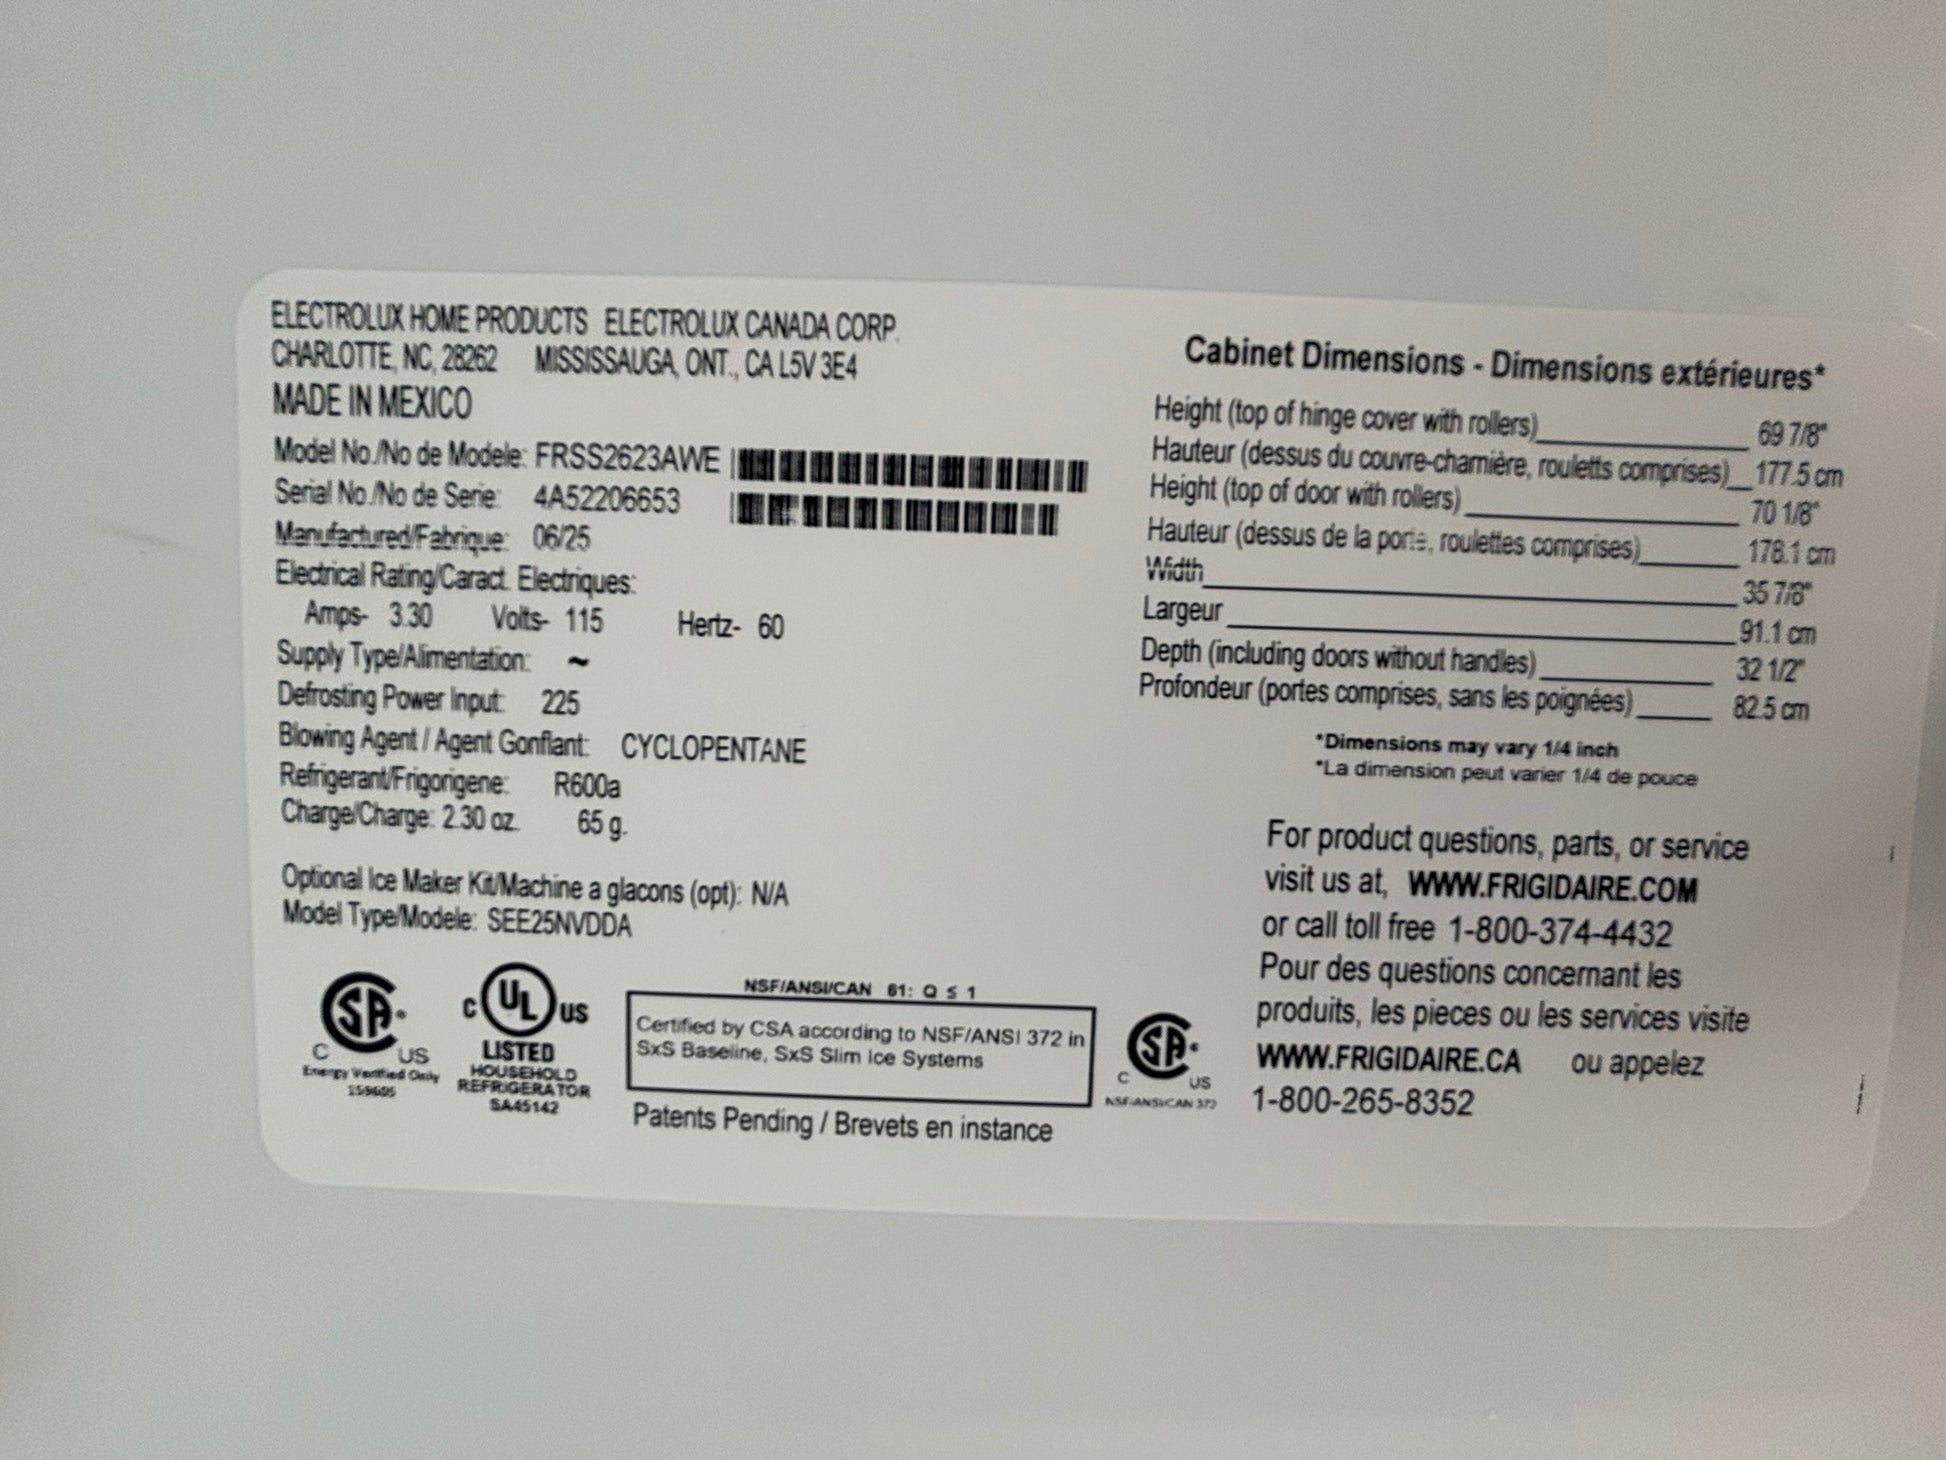 ELECTROLUX HOME PRODUCTS ELECTROLUX CANADA CORP.
CHARLOTTE, NC, 28262 MISSISSAUGA, ONT., CA L5V 3E4
MADE IN MEXICO
Model No./No de Modele: FRSS2623AWE
Serial No./No de Serie: 4A52206653
Manufactured/Fabrique: 06/25
Electrical Rating/Caract. Electriques:
Amps- 3.30 Volts- 115 Hertz- 60
Supply Type/Alimentation: ~
Defrosting Power Input: 225
Blowing Agent / Agent Gonflant: CYCLOPENTANE
Refrigerant/Frigorigene: R600a
Charge/Charge: 2.30 oz. 65 g.
Optional Ice Maker Kit/Machine a glacons (opt): N/A
Model Type/Modele: SEE25NVDDA
SA
C US
Energy Verified Only
159605
C UL US
LISTED
HOUSEHOLD
REFRIGERATOR
SA45142
NSF/ANSI/CAN 61: Q ≤ 1
Certified by CSA according to NSF/ANSI 372 in
SxS Baseline, SxS Slim Ice Systems
Patents Pending / Brevets en instance
SA
C US
NSF/ANSI/CAN 372
Cabinet Dimensions - Dimensions extérieures*
Height (top of hinge cover with rollers) 69 7/8"
Hauteur (dessus du couvre-charnière, rouletts comprises) 177.5 cm
Height (top of door with rollers) 70 1/8"
Hauteur (dessus de la porte, roulettes comprises) 178.1 cm
Width 35 7/8"
Largeur 91.1 cm
Depth (including doors without handles) 32 1/2"
Profondeur (portes comprises, sans les poignées) 82.5 cm
*Dimensions may vary 1/4 inch
*La dimension peut varier 1/4 de pouce
For product questions, parts, or service
visit us at, WWW.FRIGIDAIRE.COM
or call toll free 1-800-374-4432
Pour des questions concernant les
produits, les pieces ou les services visite
WWW.FRIGIDAIRE.CA ou appelez
1-800-265-8352